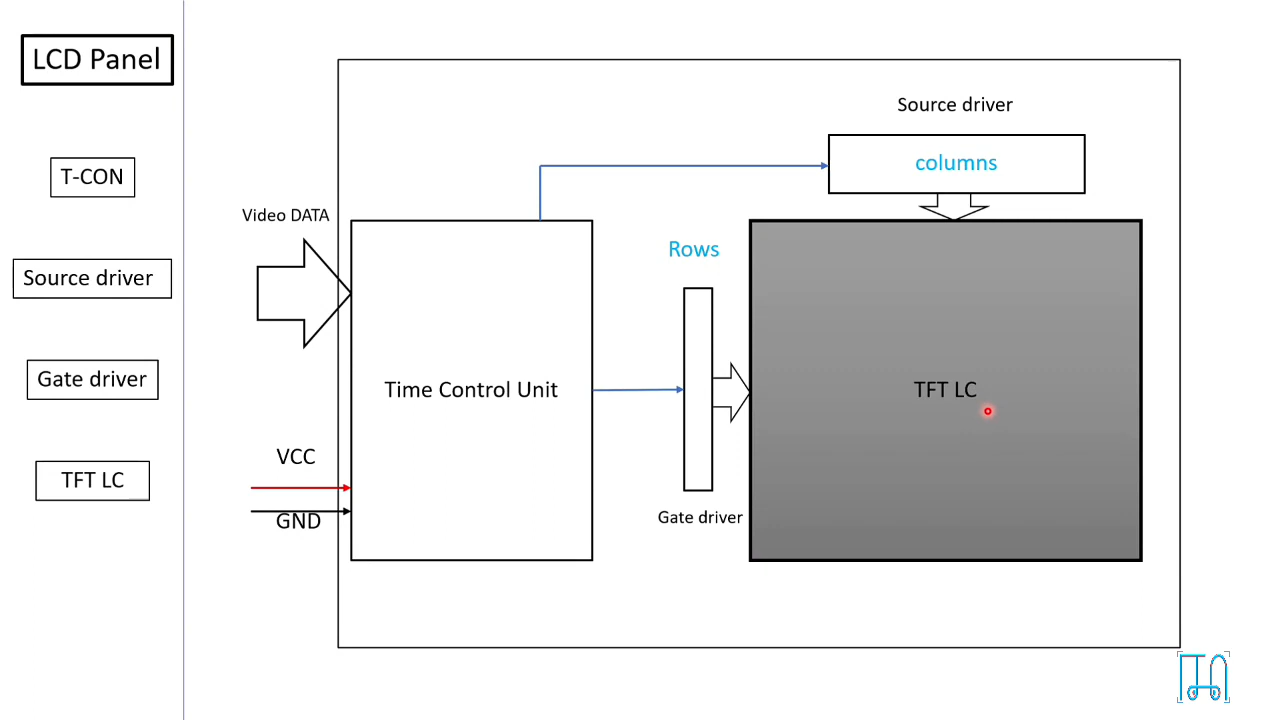 LCD Panel
T-CON
Source driver
Gate driver
TFT LC
Source driver
columns
Video DATA
Rows
Time Control Unit
TFT LC
VCC
GND
Gate driver